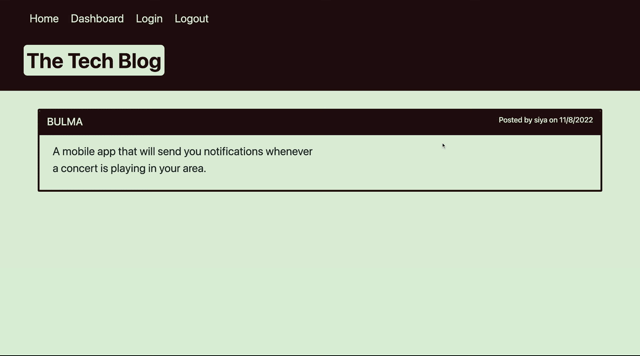 Home Dashboard Login Logout
The Tech Blog
BULMA Posted by siya on 11/8/2022
A mobile app that will send you notifications whenever
a concert is playing in your area.